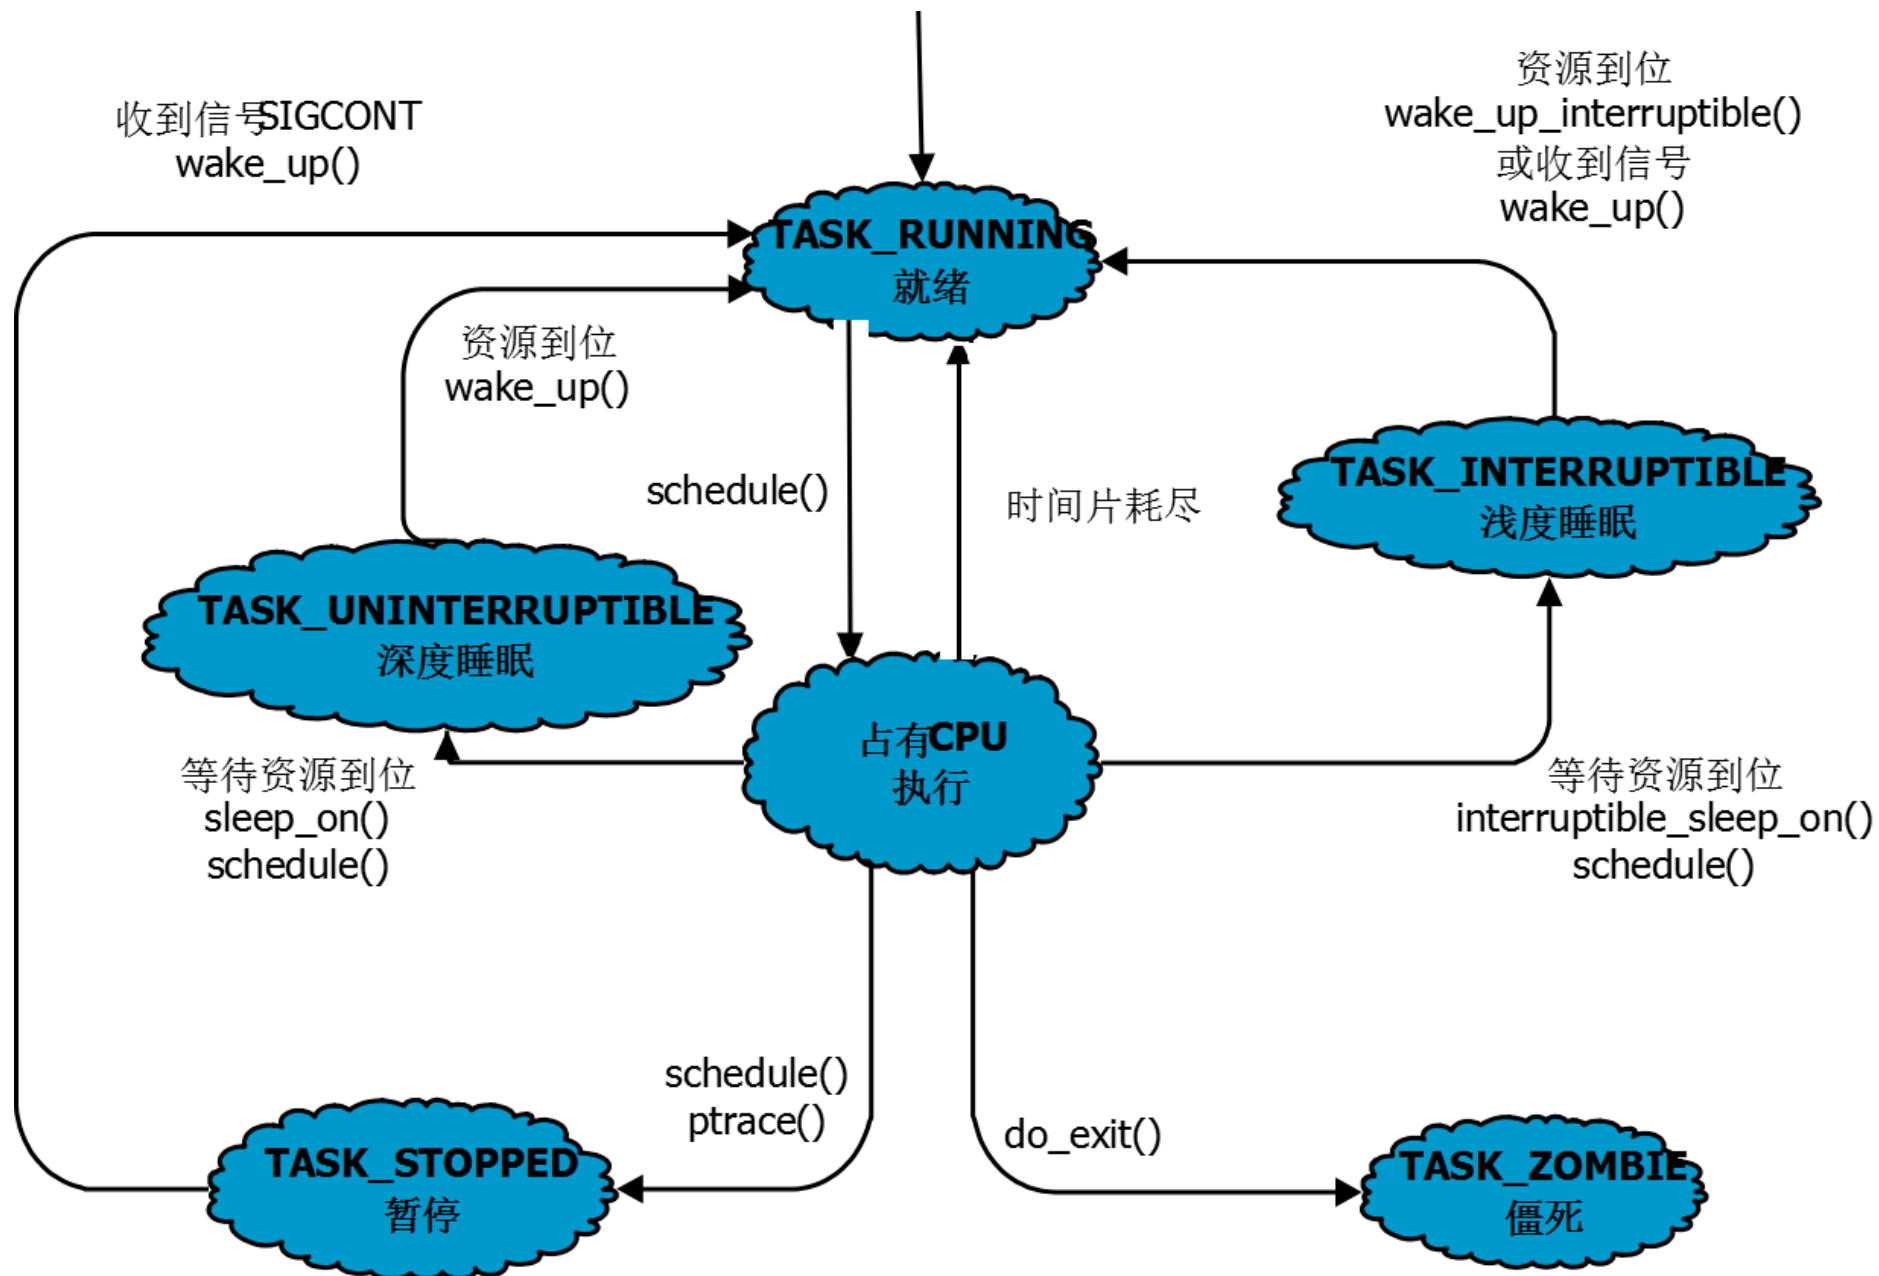 收到信号SIGCONT
wake_up()
资源到位
wake_up_interruptible()
或收到信号
wake_up()
TASK_RUNNING
就绪
资源到位
wake_up()
schedule()
时间片耗尽
TASK_INTERRUPTIBLE
浅度睡眠
TASK_UNINTERRUPTIBLE
深度睡眠
占有CPU
执行
等待资源到位
sleep_on()
schedule()
等待资源到位
interruptible_sleep_on()
schedule()
schedule()
ptrace()
do_exit()
TASK_STOPPED
暂停
TASK_ZOMBIE
僵死